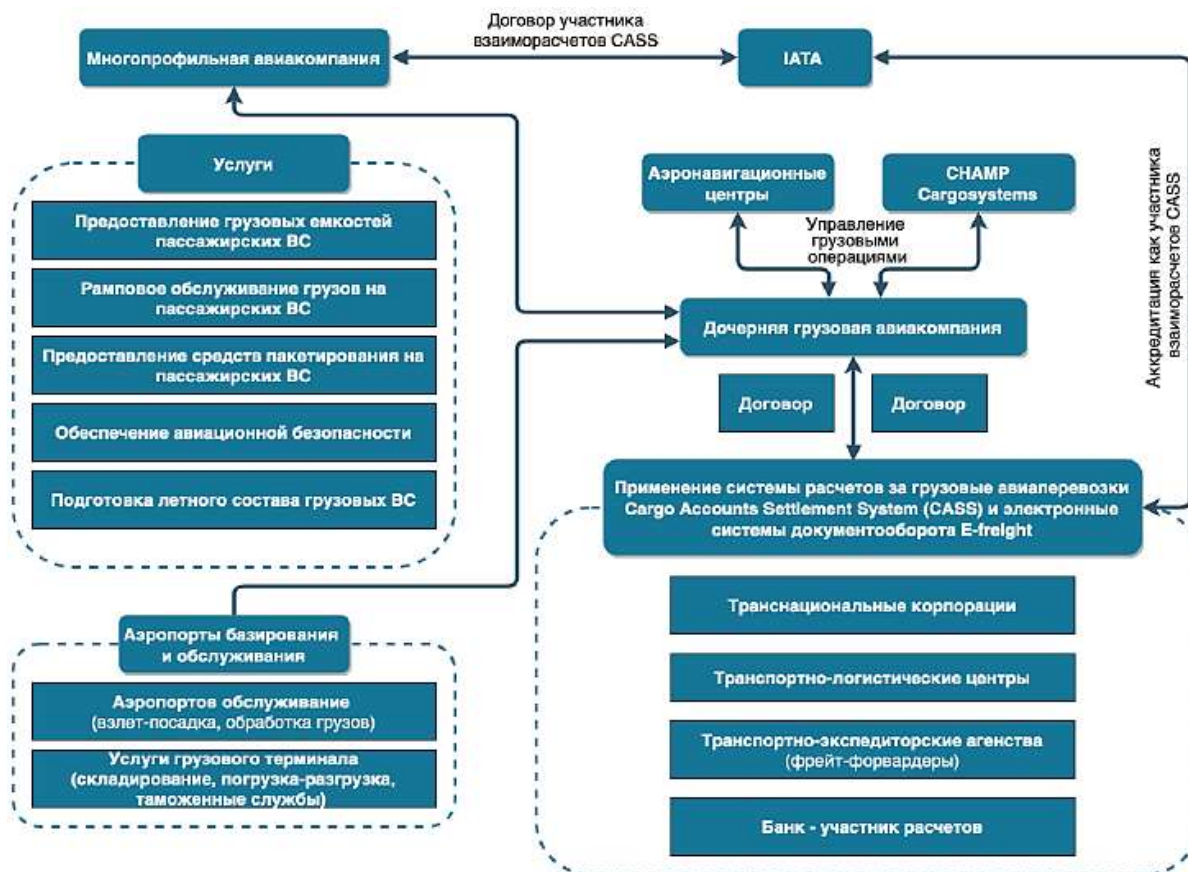 Договор участника
взаиморасчетов CASS
Многопрофильная авиакомпания
IATA
Услуги
Предоставление грузовых емкостей
пассажирских ВС
Рамповое обслуживание грузов на
пассажирских ВС
Предоставление средств пакетирования на
пассажирских ВС
Обеспечение авиационной безопасности
Подготовка летного состава грузовых ВС
Аэронавигационные
центры
CHAMP
Cargosystems
Управление
грузовыми
операциями
Дочерняя грузовая авиакомпания
Договор
Договор
Аккредитация как участника
взаиморасчетов CASS
Применение системы расчетов за грузовые авиаперевозки
Cargo Accounts Settlement System (CASS) и электронные
системы документооборота E-freight
Транснациональные корпорации
Транспортно-логистические центры
Транспортно-экспедиторские агенства
(фрейт-форвардеры)
Банк - участник расчетов
Аэропорты базирования
и обслуживания
Аэропортов обслуживание
(взлет-посадка, обработка грузов)
Услуги грузового терминала
(складирование, погрузка-разгрузка,
таможенные службы)